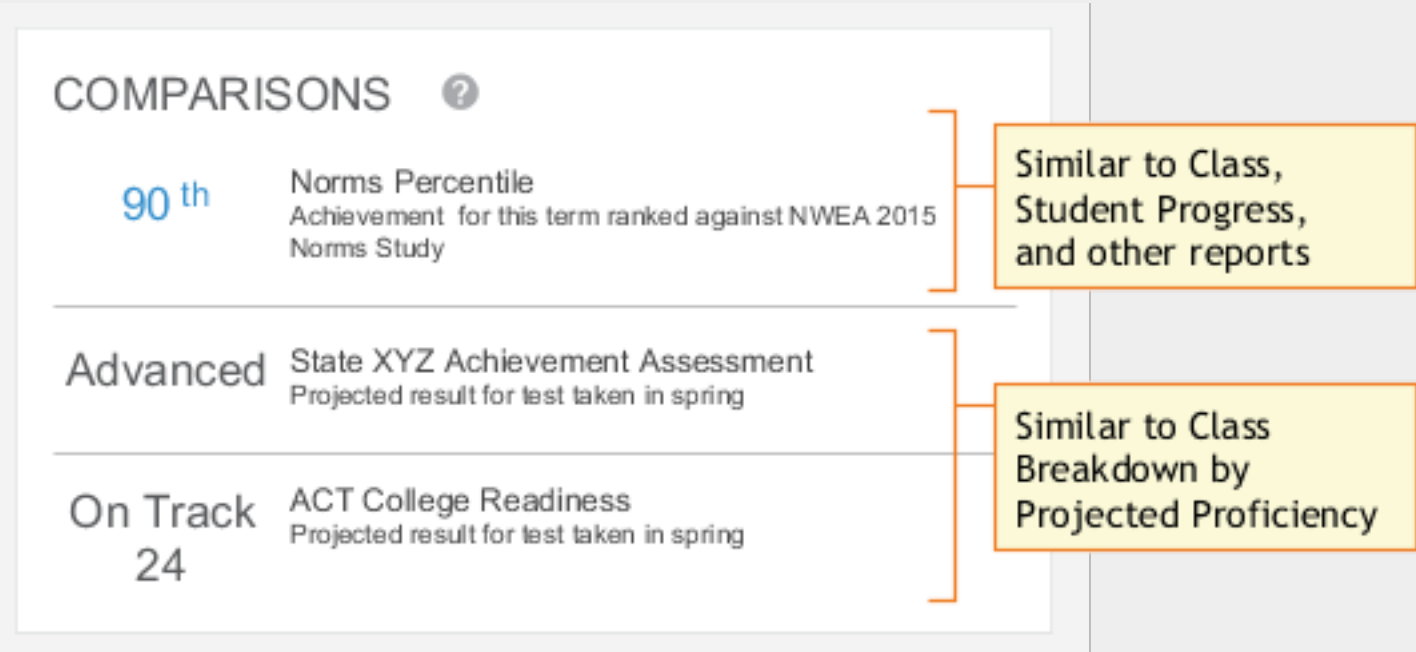 COMPARISONS ?
90 th
Norms Percentile
Achievement for this term ranked against NWEA 2015
Norms Study
Similar to Class,
Student Progress,
and other reports
Advanced
State XYZ Achievement Assessment
Projected result for test taken in spring
On Track
24
ACT College Readiness
Projected result for test taken in spring
Similar to Class
Breakdown by
Projected Proficiency